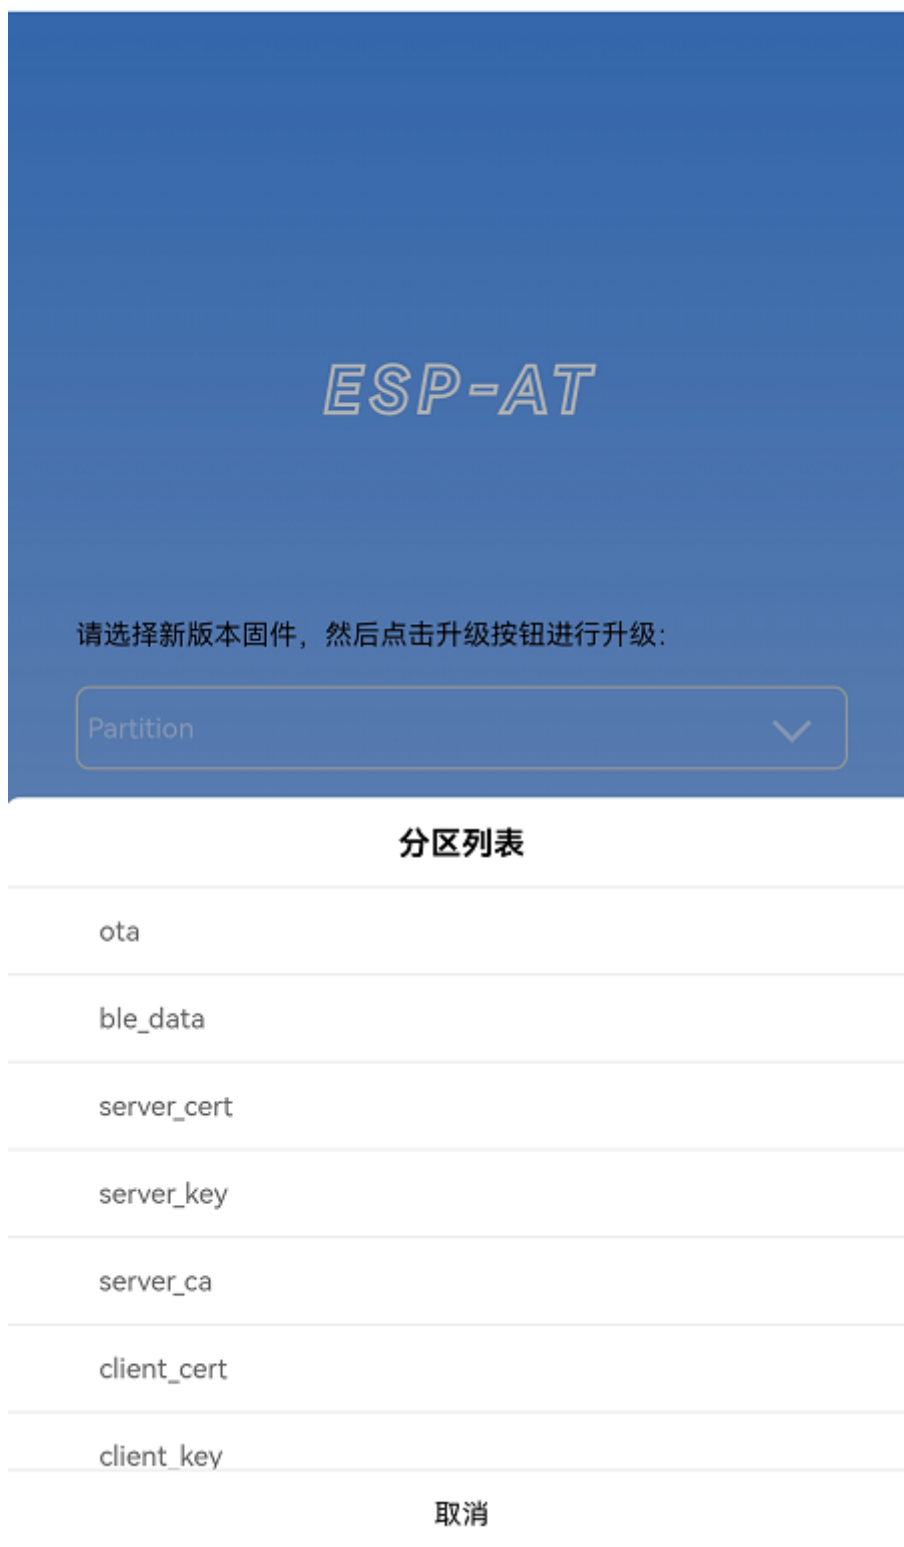 ESP-AT
请选择新版本固件，然后点击升级按钮进行升级：
Partition
分区列表
ota
ble_data
server_cert
server_key
server_ca
client_cert
client_key
取消